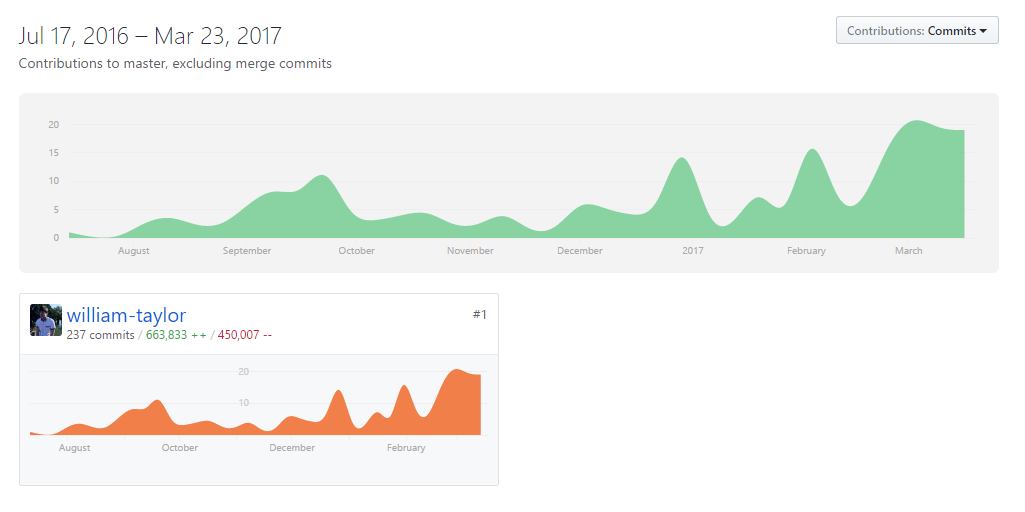 Jul 17, 2016 – Mar 23, 2017
Contributions: Commits
Contributions to master, excluding merge commits
20
15
10
5
0
August September October November December 2017 February March
william-taylor #1
237 commits / 663,833 ++ / 450,007 --
20
10
August October December February